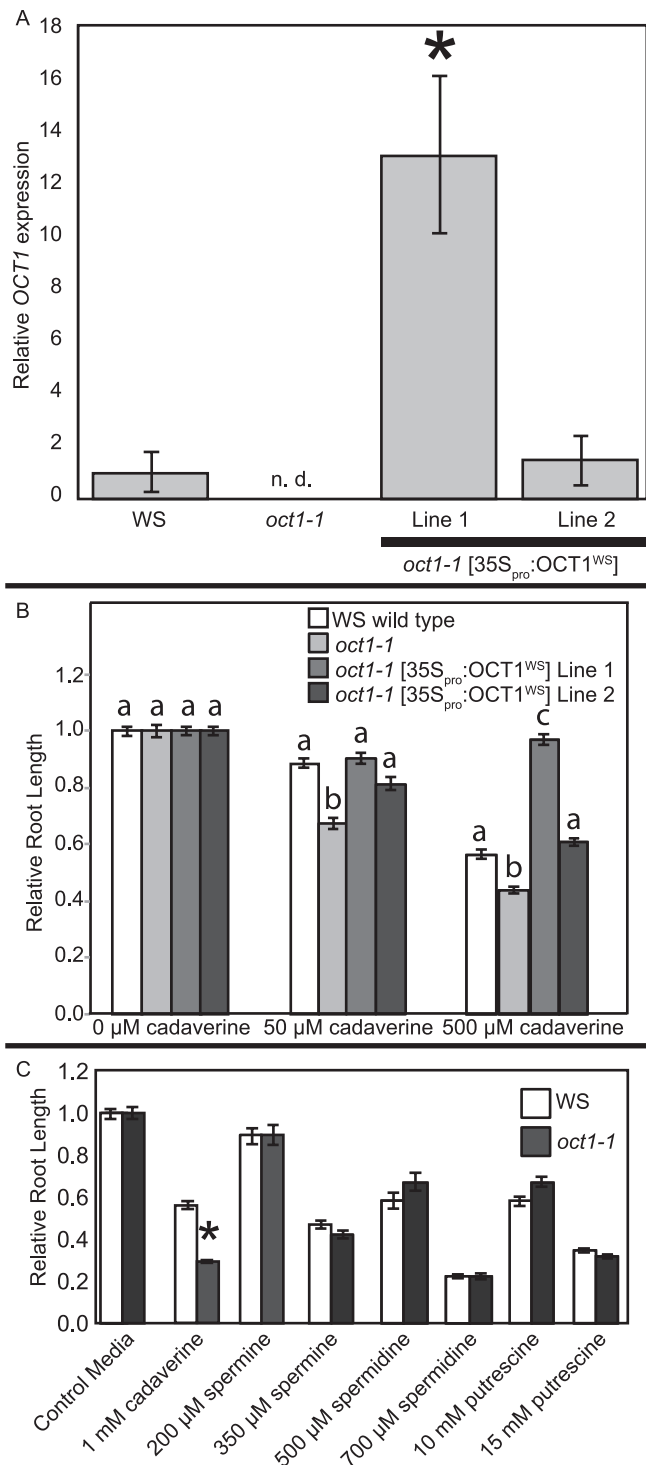 A
18
16
14
12
10
8
6
4
2
0
Relative OCT1 expression
*
n. d.
WS
oct1-1
Line 1
Line 2
oct1-1 [35Spro:OCT1WS]
B
WS wild type
oct1-1
oct1-1 [35Spro:OCT1WS] Line 1
oct1-1 [35Spro:OCT1WS] Line 2
1.2
1.0
0.8
0.6
0.4
0.2
0.0
Relative Root Length
a a a a
a b a a
a b c a
0 µM cadaverine
50 µM cadaverine
500 µM cadaverine
C
1.2
1.0
0.8
0.6
0.4
0.2
0.0
Relative Root Length
WS
oct1-1
*
Control Media
1 mM cadaverine
200 µM spermine
350 µM spermine
500 µM spermidine
700 µM spermidine
10 mM putrescine
15 mM putrescine